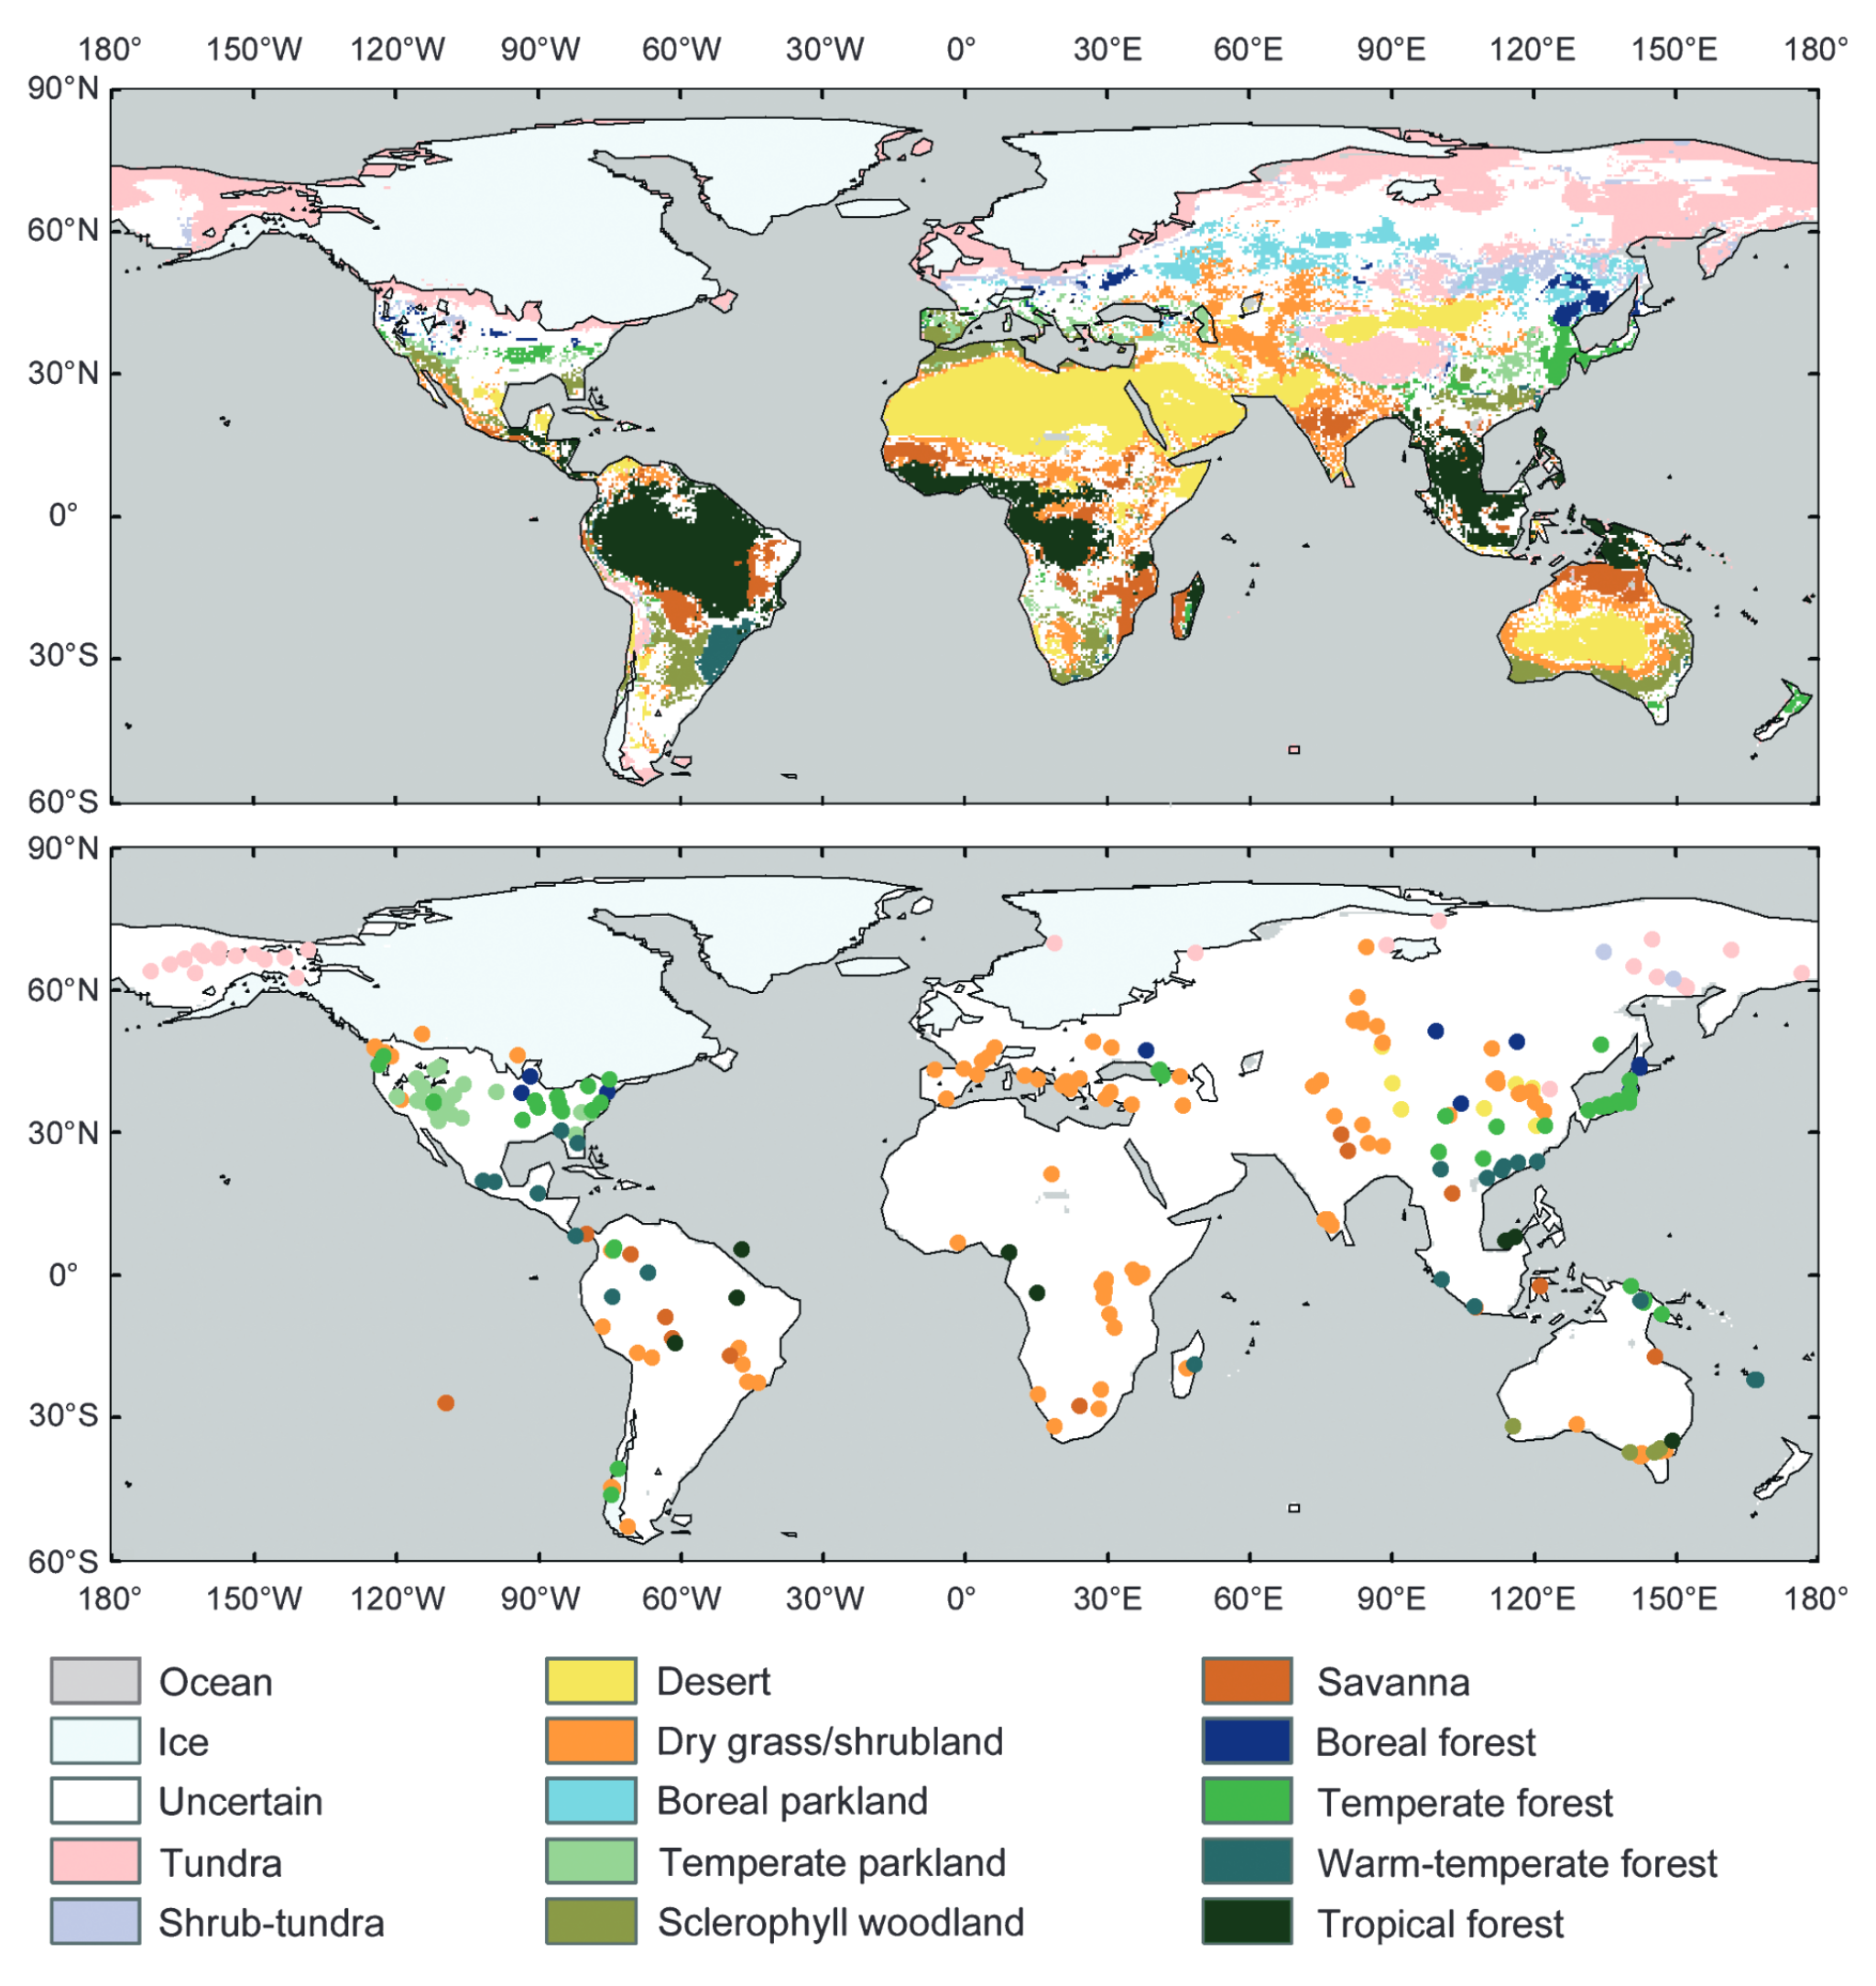 180° 150°W 120°W 90°W 60°W 30°W 0° 30°E 60°E 90°E 120°E 150°E 180°
90°N
60°N
30°N
0°
30°S
60°S
90°N
60°N
30°N
0°
30°S
60°S
180° 150°W 120°W 90°W 60°W 30°W 0° 30°E 60°E 90°E 120°E 150°E 180°
Ocean
Ice
Uncertain
Tundra
Shrub-tundra
Desert
Dry grass/shrubland
Boreal parkland
Temperate parkland
Sclerophyll woodland
Savanna
Boreal forest
Temperate forest
Warm-temperate forest
Tropical forest